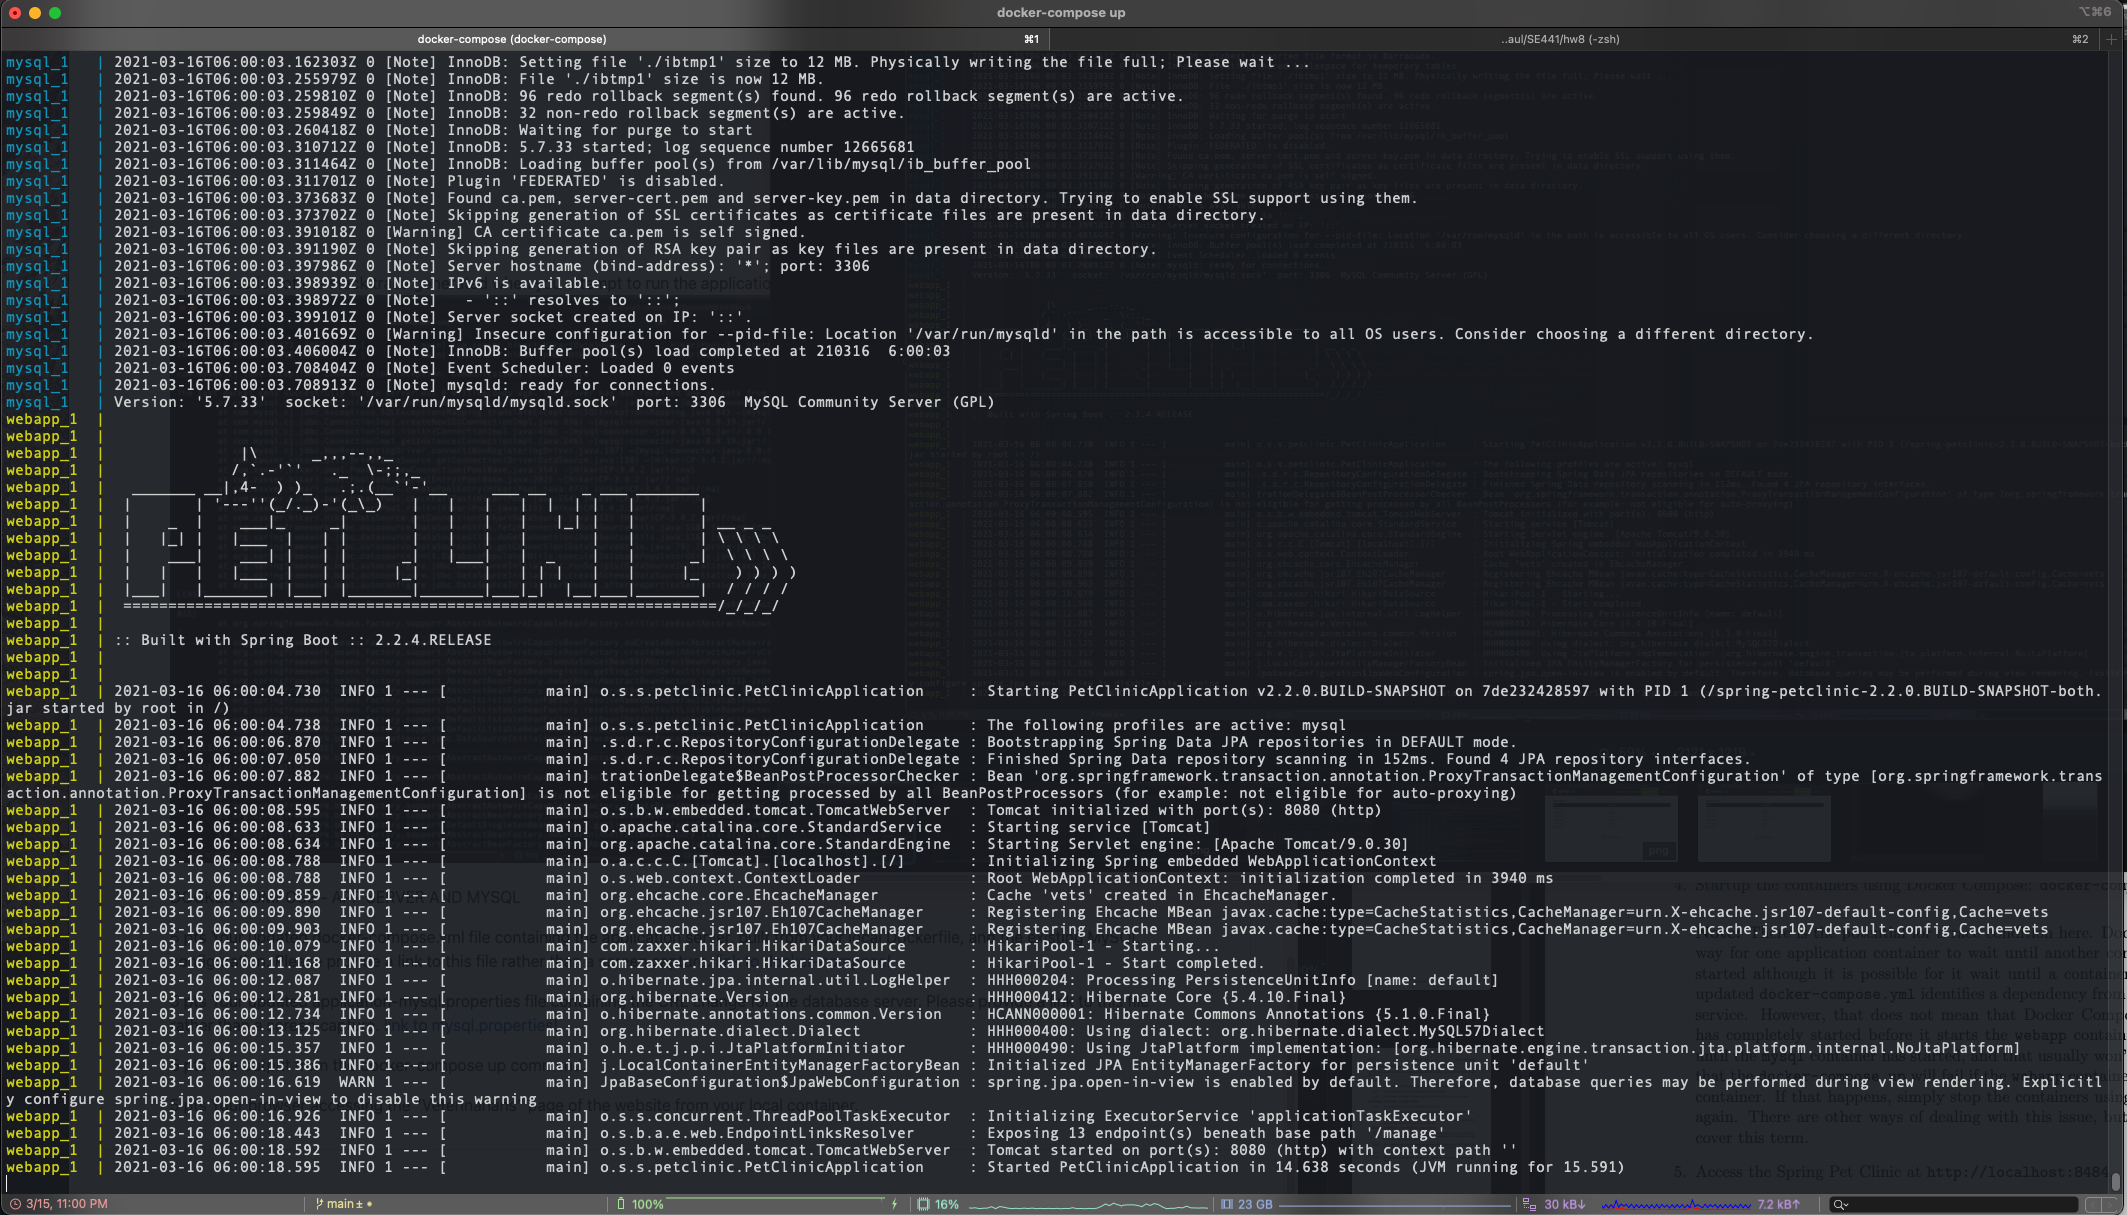 docker-compose up
⌥⌘6
docker-compose (docker-compose) ⌘1 ..aul/SE441/hw8 (-zsh) ⌘2
mysql_1 | 2021-03-16T06:00:03.162303Z 0 [Note] InnoDB: Setting file './ibtmp1' size to 12 MB. Physically writing the file full; Please wait ...
mysql_1 | 2021-03-16T06:00:03.255979Z 0 [Note] InnoDB: File './ibtmp1' size is now 12 MB.
mysql_1 | 2021-03-16T06:00:03.259810Z 0 [Note] InnoDB: 96 redo rollback segment(s) found. 96 redo rollback segment(s) are active.
mysql_1 | 2021-03-16T06:00:03.259849Z 0 [Note] InnoDB: 32 non-redo rollback segment(s) are active.
mysql_1 | 2021-03-16T06:00:03.260418Z 0 [Note] InnoDB: Waiting for purge to start
mysql_1 | 2021-03-16T06:00:03.310712Z 0 [Note] InnoDB: 5.7.33 started; log sequence number 12665681
mysql_1 | 2021-03-16T06:00:03.311464Z 0 [Note] InnoDB: Loading buffer pool(s) from /var/lib/mysql/ib_buffer_pool
mysql_1 | 2021-03-16T06:00:03.311701Z 0 [Note] Plugin 'FEDERATED' is disabled.
mysql_1 | 2021-03-16T06:00:03.373683Z 0 [Note] Found ca.pem, server-cert.pem and server-key.pem in data directory. Trying to enable SSL support using them.
mysql_1 | 2021-03-16T06:00:03.373702Z 0 [Note] Skipping generation of SSL certificates as certificate files are present in data directory.
mysql_1 | 2021-03-16T06:00:03.391018Z 0 [Warning] CA certificate ca.pem is self signed.
mysql_1 | 2021-03-16T06:00:03.391190Z 0 [Note] Skipping generation of RSA key pair as key files are present in data directory.
mysql_1 | 2021-03-16T06:00:03.397986Z 0 [Note] Server hostname (bind-address): '*'; port: 3306
mysql_1 | 2021-03-16T06:00:03.398939Z 0 [Note] IPv6 is available.
mysql_1 | 2021-03-16T06:00:03.398972Z 0 [Note]   - '::' resolves to '::';
mysql_1 | 2021-03-16T06:00:03.399101Z 0 [Note] Server socket created on IP: '::'.
mysql_1 | 2021-03-16T06:00:03.401669Z 0 [Warning] Insecure configuration for --pid-file: Location '/var/run/mysqld' in the path is accessible to all OS users. Consider choosing a different directory.
mysql_1 | 2021-03-16T06:00:03.406004Z 0 [Note] InnoDB: Buffer pool(s) load completed at 210316  6:00:03
mysql_1 | 2021-03-16T06:00:03.708404Z 0 [Note] Event Scheduler: Loaded 0 events
mysql_1 | 2021-03-16T06:00:03.708913Z 0 [Note] mysqld: ready for connections.
mysql_1 | Version: '5.7.33'  socket: '/var/run/mysqld/mysqld.sock'  port: 3306  MySQL Community Server (GPL)
webapp_1 |
webapp_1 |
webapp_1 |
webapp_1 |
webapp_1 |
webapp_1 |
webapp_1 |
webapp_1 | PETCLINIC
webapp_1 |
webapp_1 |
webapp_1 |
webapp_1 |
webapp_1 |
webapp_1 | :: Built with Spring Boot :: 2.2.4.RELEASE
webapp_1 |
webapp_1 |
webapp_1 | 2021-03-16 06:00:04.730  INFO 1 --- [           main] o.s.s.petclinic.PetClinicApplication     : Starting PetClinicApplication v2.2.0.BUILD-SNAPSHOT on 7de232428597 with PID 1 (/spring-petclinic-2.2.0.BUILD-SNAPSHOT-both.
jar started by root in /)
webapp_1 | 2021-03-16 06:00:04.738  INFO 1 --- [           main] o.s.s.petclinic.PetClinicApplication     : The following profiles are active: mysql
webapp_1 | 2021-03-16 06:00:06.870  INFO 1 --- [           main] .s.d.r.c.RepositoryConfigurationDelegate : Bootstrapping Spring Data JPA repositories in DEFAULT mode.
webapp_1 | 2021-03-16 06:00:07.050  INFO 1 --- [           main] .s.d.r.c.RepositoryConfigurationDelegate : Finished Spring Data repository scanning in 152ms. Found 4 JPA repository interfaces.
webapp_1 | 2021-03-16 06:00:07.882  INFO 1 --- [           main] trationDelegate$BeanPostProcessorChecker : Bean 'org.springframework.transaction.annotation.ProxyTransactionManagementConfiguration' of type [org.springframework.trans
action.annotation.ProxyTransactionManagementConfiguration] is not eligible for getting processed by all BeanPostProcessors (for example: not eligible for auto-proxying)
webapp_1 | 2021-03-16 06:00:08.595  INFO 1 --- [           main] o.s.b.w.embedded.tomcat.TomcatWebServer  : Tomcat initialized with port(s): 8080 (http)
webapp_1 | 2021-03-16 06:00:08.633  INFO 1 --- [           main] o.apache.catalina.core.StandardService   : Starting service [Tomcat]
webapp_1 | 2021-03-16 06:00:08.634  INFO 1 --- [           main] org.apache.catalina.core.StandardEngine  : Starting Servlet engine: [Apache Tomcat/9.0.30]
webapp_1 | 2021-03-16 06:00:08.788  INFO 1 --- [           main] o.a.c.c.C.[Tomcat].[localhost].[/]       : Initializing Spring embedded WebApplicationContext
webapp_1 | 2021-03-16 06:00:08.788  INFO 1 --- [           main] o.s.web.context.ContextLoader            : Root WebApplicationContext: initialization completed in 3940 ms
webapp_1 | 2021-03-16 06:00:09.859  INFO 1 --- [           main] org.ehcache.core.EhcacheManager          : Cache 'vets' created in EhcacheManager.
webapp_1 | 2021-03-16 06:00:09.890  INFO 1 --- [           main] org.ehcache.jsr107.Eh107CacheManager     : Registering Ehcache MBean javax.cache:type=CacheStatistics,CacheManager=urn.X-ehcache.jsr107-default-config,Cache=vets
webapp_1 | 2021-03-16 06:00:09.903  INFO 1 --- [           main] org.ehcache.jsr107.Eh107CacheManager     : Registering Ehcache MBean javax.cache:type=CacheStatistics,CacheManager=urn.X-ehcache.jsr107-default-config,Cache=vets
webapp_1 | 2021-03-16 06:00:10.079  INFO 1 --- [           main] com.zaxxer.hikari.HikariDataSource       : HikariPool-1 - Starting...
webapp_1 | 2021-03-16 06:00:11.168  INFO 1 --- [           main] com.zaxxer.hikari.HikariDataSource       : HikariPool-1 - Start completed.
webapp_1 | 2021-03-16 06:00:12.087  INFO 1 --- [           main] o.hibernate.jpa.internal.util.LogHelper  : HHH000204: Processing PersistenceUnitInfo [name: default]
webapp_1 | 2021-03-16 06:00:12.281  INFO 1 --- [           main] org.hibernate.Version                    : HHH000412: Hibernate Core {5.4.10.Final}
webapp_1 | 2021-03-16 06:00:12.734  INFO 1 --- [           main] o.hibernate.annotations.common.Version   : HCANN000001: Hibernate Commons Annotations {5.1.0.Final}
webapp_1 | 2021-03-16 06:00:13.125  INFO 1 --- [           main] org.hibernate.dialect.Dialect            : HHH000400: Using dialect: org.hibernate.dialect.MySQL57Dialect
webapp_1 | 2021-03-16 06:00:15.357  INFO 1 --- [           main] o.h.e.t.j.p.i.JtaPlatformInitiator       : HHH000490: Using JtaPlatform implementation: [org.hibernate.engine.transaction.jta.platform.internal.NoJtaPlatform]
webapp_1 | 2021-03-16 06:00:15.386  INFO 1 --- [           main] j.LocalContainerEntityManagerFactoryBean : Initialized JPA EntityManagerFactory for persistence unit 'default'
webapp_1 | 2021-03-16 06:00:16.619  WARN 1 --- [           main] JpaBaseConfiguration$JpaWebConfiguration : spring.jpa.open-in-view is enabled by default. Therefore, database queries may be performed during view rendering. Explicitl
y configure spring.jpa.open-in-view to disable this warning
webapp_1 | 2021-03-16 06:00:16.926  INFO 1 --- [           main] o.s.s.concurrent.ThreadPoolTaskExecutor  : Initializing ExecutorService 'applicationTaskExecutor'
webapp_1 | 2021-03-16 06:00:18.443  INFO 1 --- [           main] o.s.b.a.e.web.EndpointLinksResolver      : Exposing 13 endpoint(s) beneath base path '/manage'
webapp_1 | 2021-03-16 06:00:18.592  INFO 1 --- [           main] o.s.b.w.embedded.tomcat.TomcatWebServer  : Tomcat started on port(s): 8080 (http) with context path ''
webapp_1 | 2021-03-16 06:00:18.595  INFO 1 --- [           main] o.s.s.petclinic.PetClinicApplication     : Started PetClinicApplication in 14.638 seconds (JVM running for 15.591)
3/15, 11:00 PM main ± • 100% 16% 23 GB 30 kB↓ 7.2 kB↑